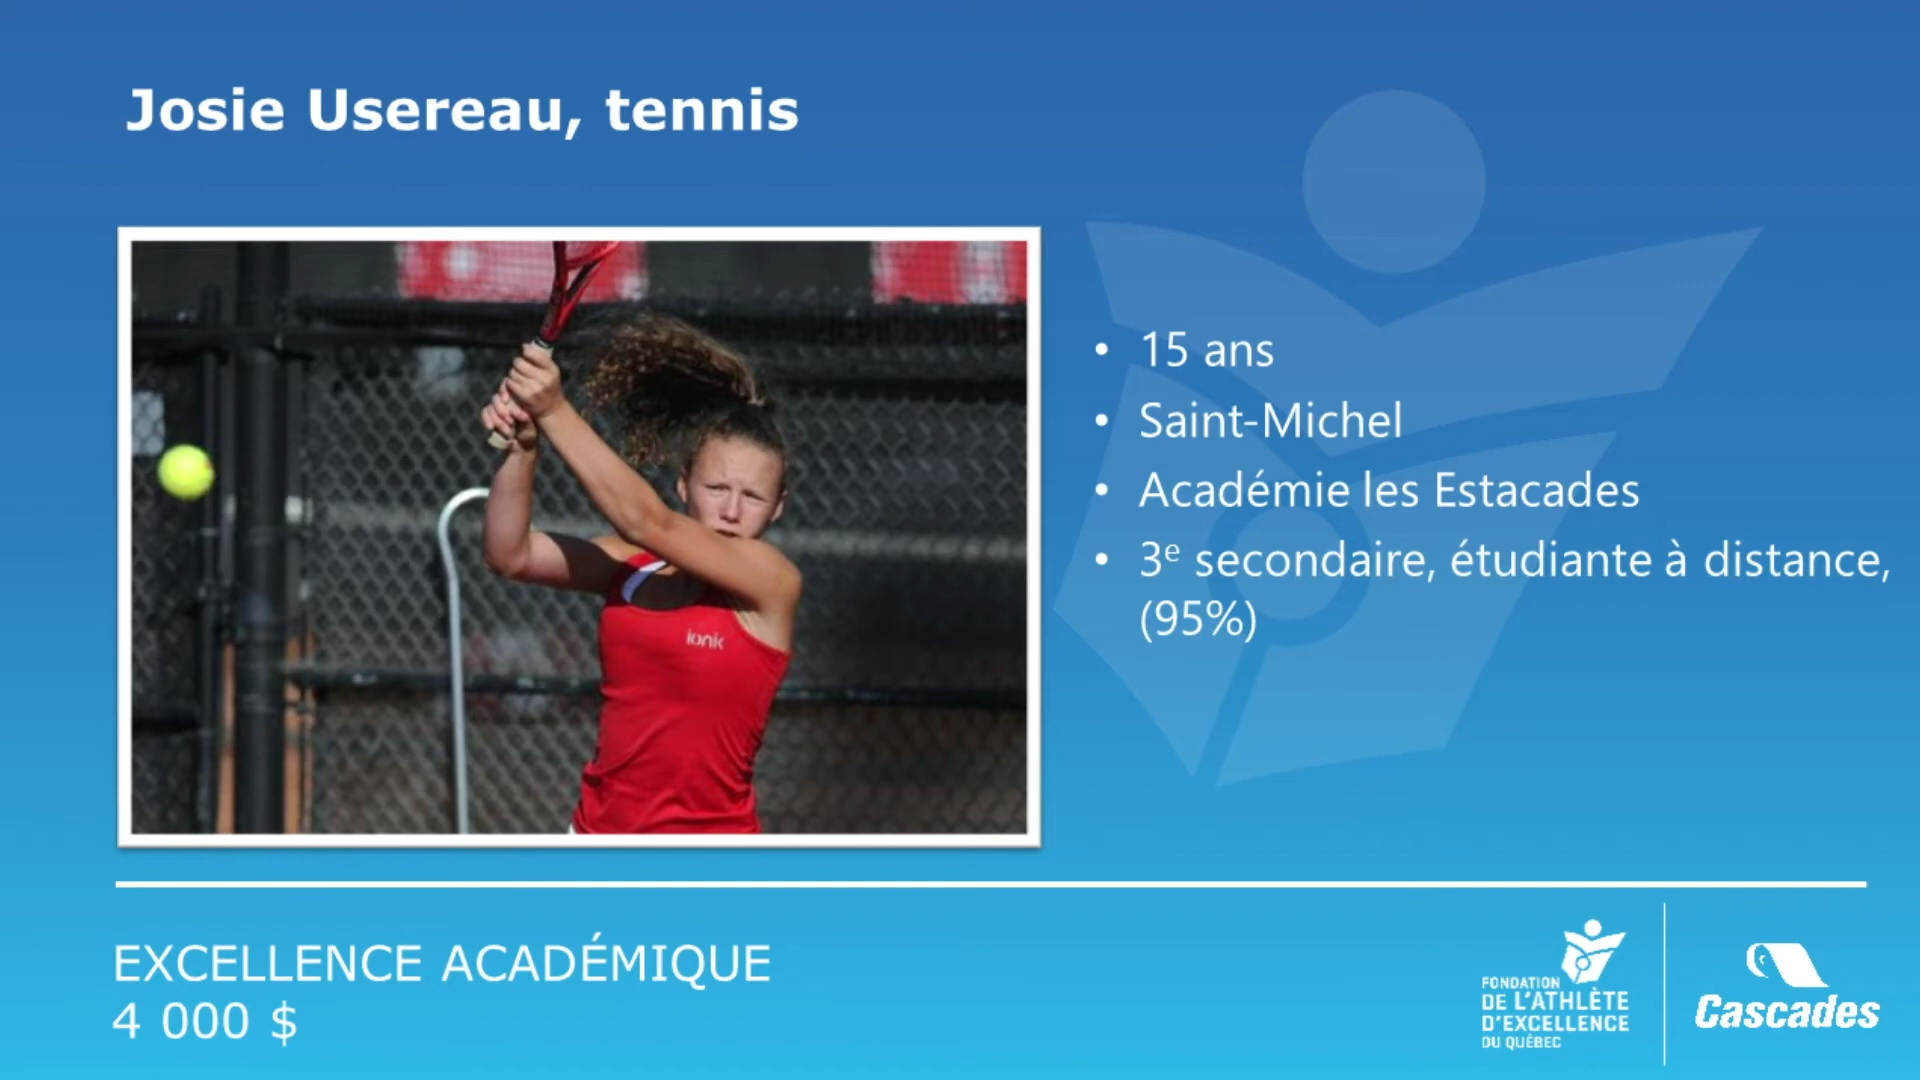 Josie Usereau, tennis
ionik
• 15 ans
• Saint-Michel
• Académie les Estacades
• 3e secondaire, étudiante à distance,
(95%)
EXCELLENCE ACADÉMIQUE
4 000 $
FONDATION
DE L'ATHLÈTE
D'EXCELLENCE
DU QUÉBEC
Cascades